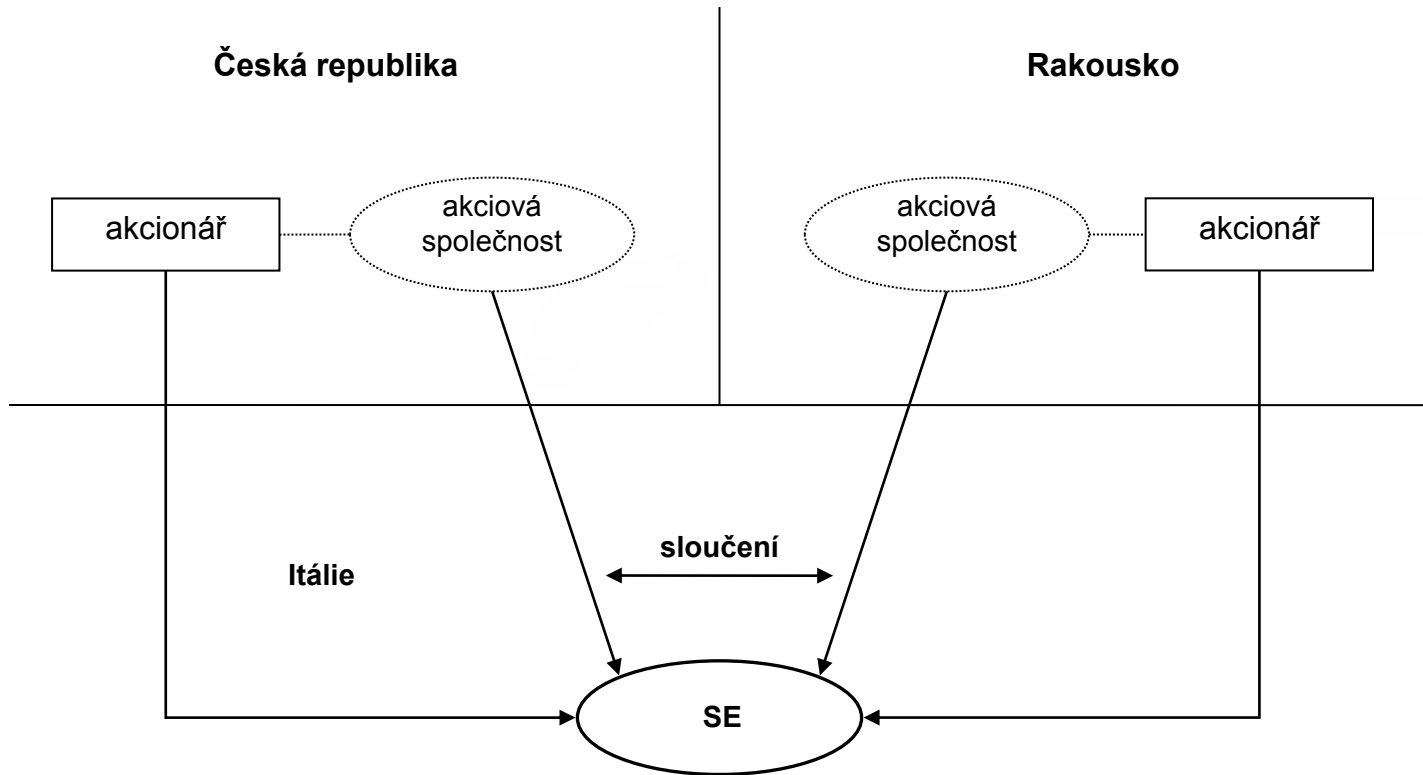 Česká republika
Rakousko
akcionář
akciová
společnost
akciová
společnost
akcionář
sloučení
Itálie
SE